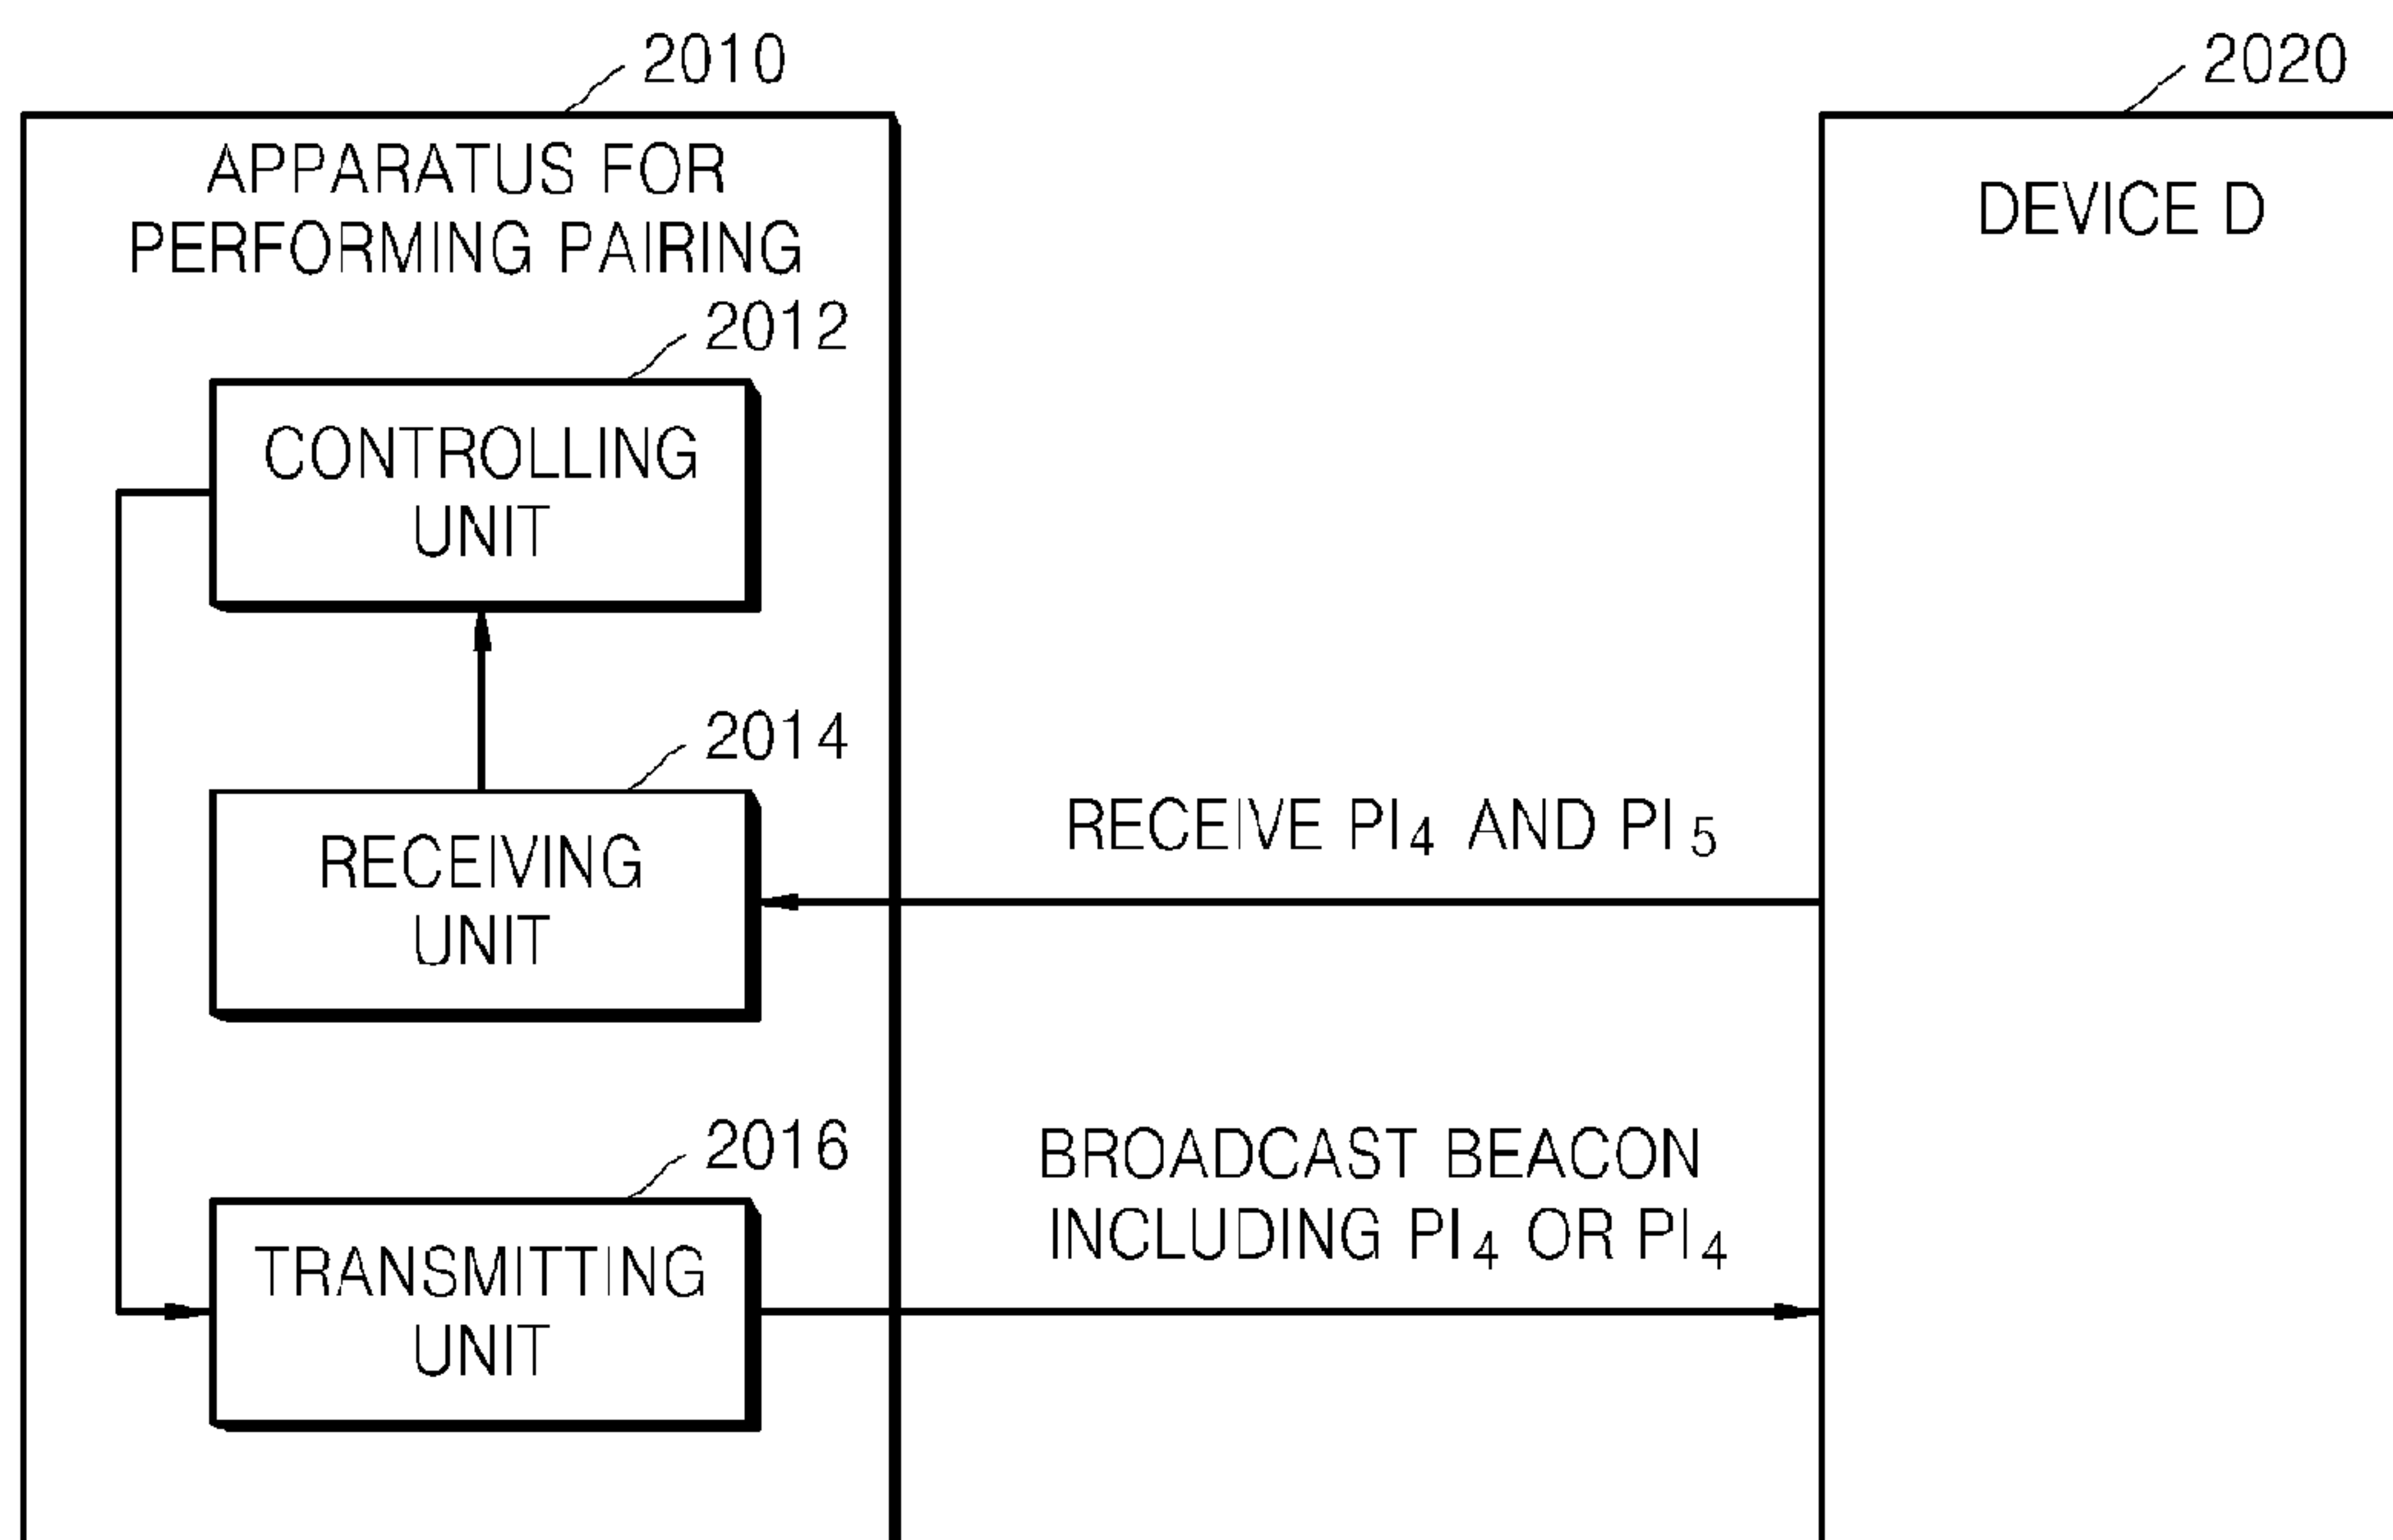 2010
2020
APPARATUS FOR
PERFORMING PAIRING
DEVICE D
2012
CONTROLLING
UNIT
2014
RECEIVING
UNIT
RECEIVE PI4 AND PI5
2016
BROADCAST BEACON
INCLUDING PI4 OR PI4
TRANSMITTING
UNIT